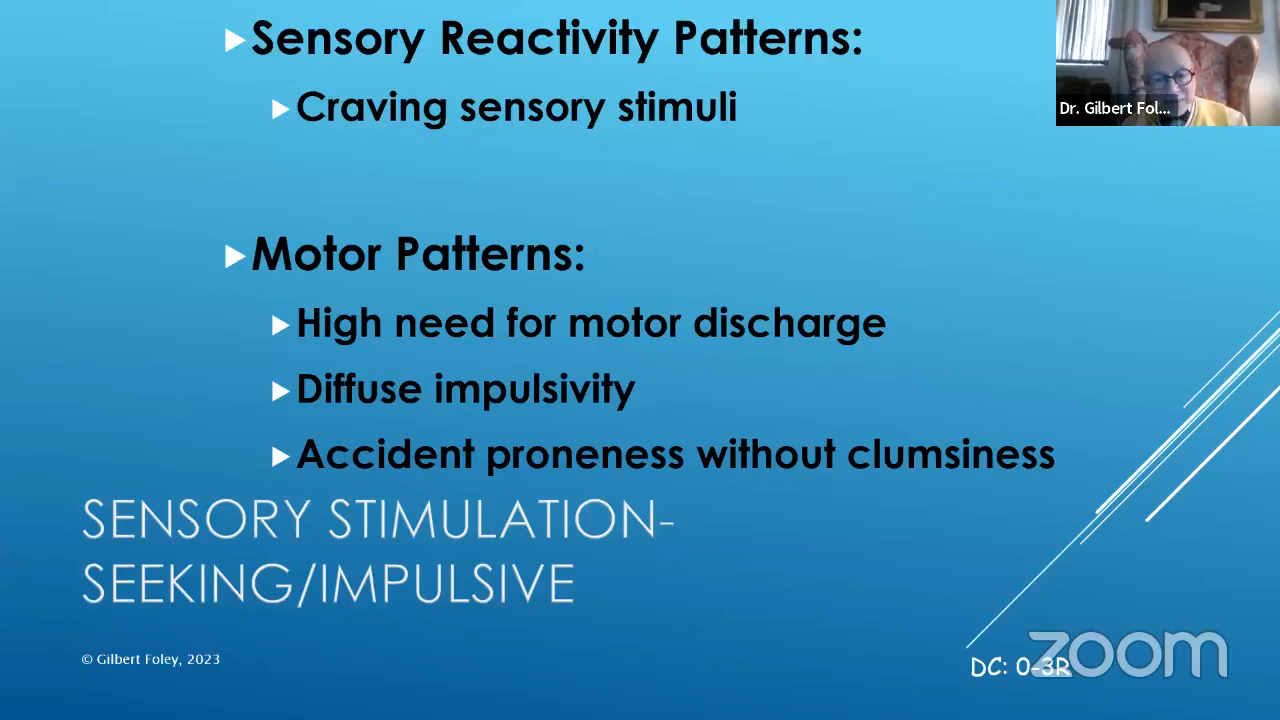 Sensory Reactivity Patterns:
Craving sensory stimuli
Dr. Gilbert Fol...
Motor Patterns:
High need for motor discharge
Diffuse impulsivity
Accident proneness without clumsiness
SENSORY STIMULATION-
SEEKING/IMPULSIVE
© Gilbert Foley, 2023
DC: 0-3R
zoom